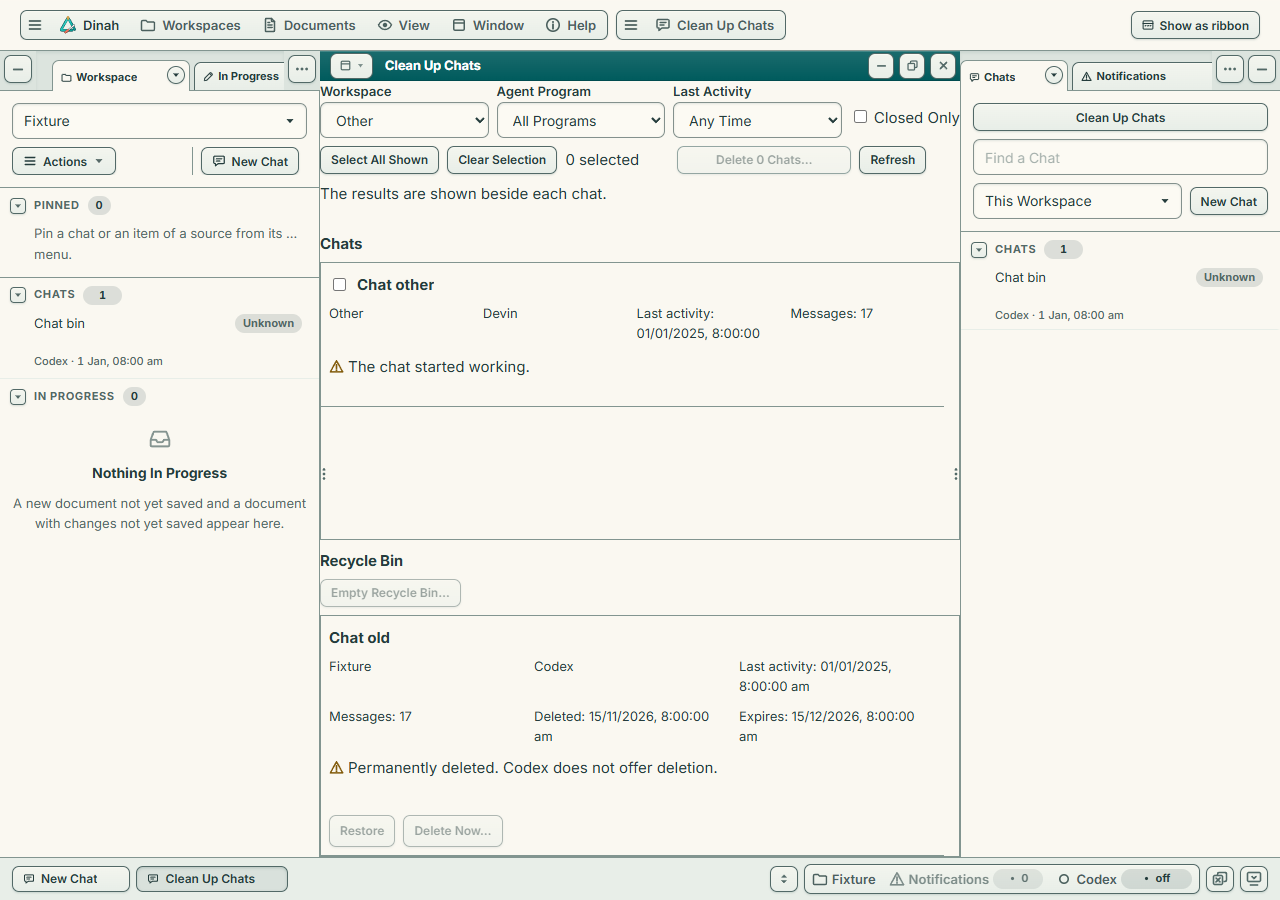 Dinah Workspaces Documents View Window Help Clean Up Chats Show as ribbon
Workspace In Progress
Fixture
Actions New Chat
PINNED 0
Pin a chat or an item of a source from its ...
menu.
CHATS 1
Chat bin Unknown
Codex · 1 Jan, 08:00 am
IN PROGRESS 0
Nothing In Progress
A new document not yet saved and a document
with changes not yet saved appear here.
Clean Up Chats
Workspace Agent Program Last Activity
Other All Programs Any Time Closed Only
Select All Shown Clear Selection 0 selected Delete 0 Chats... Refresh
The results are shown beside each chat.
Chats
Chat other
Other Devin Last activity: Messages: 17
01/01/2025, 8:00:00
The chat started working.
Recycle Bin
Empty Recycle Bin...
Chat old
Fixture Codex Last activity: 01/01/2025,
8:00:00 am
Messages: 17 Deleted: 15/11/2026, 8:00:00 Expires: 15/12/2026, 8:00:00
am am
Permanently deleted. Codex does not offer deletion.
Restore Delete Now...
Chats Notifications
Clean Up Chats
Find a Chat
This Workspace New Chat
CHATS 1
Chat bin Unknown
Codex · 1 Jan, 08:00 am
New Chat Clean Up Chats Fixture Notifications • 0 Codex • off